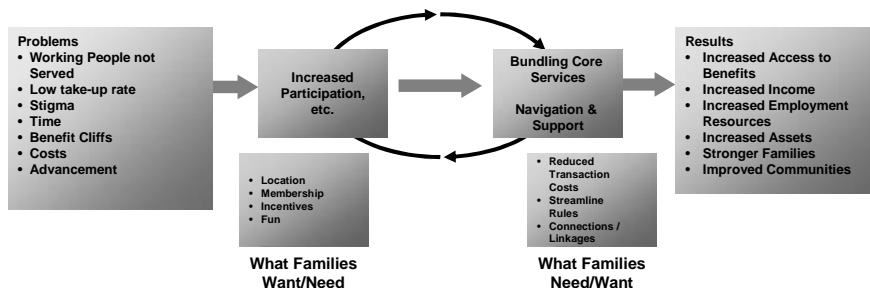 Problems
• Working People not
Served
• Low take-up rate
• Stigma
• Time
• Benefit Cliffs
• Costs
• Advancement
Increased
Participation,
etc.
• Location
• Membership
• Incentives
• Fun
What Families
Want/Need
Bundling Core
Services
Navigation &
Support
• Reduced
Transaction
Costs
• Streamline
Rules
• Connections /
Linkages
What Families
Need/Want
Results
• Increased Access to
Benefits
• Increased Income
• Increased Employment
Resources
• Increased Assets
• Stronger Families
• Improved Communities